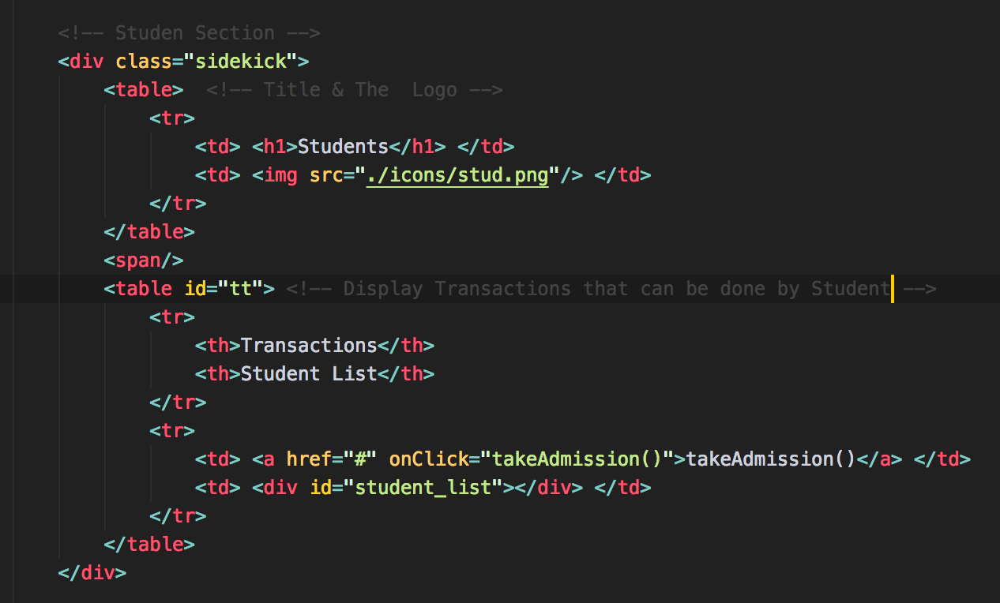 <!-- Studen Section -->
<div class="sidekick">
    <table>  <!-- Title & The  Logo -->
        <tr>
            <td> <h1>Students</h1> </td>
            <td> <img src="./icons/stud.png"/> </td>
        </tr>
    </table>
    <span/>
    <table id="tt"> <!-- Display Transactions that can be done by Student -->
        <tr>
            <th>Transactions</th>
            <th>Student List</th>
        </tr>
        <tr>
            <td> <a href="#" onClick="takeAdmission()">takeAdmission()</a> </td>
            <td> <div id="student_list"></div> </td>
        </tr>
    </table>
</div>